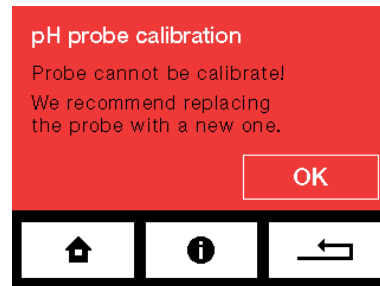 pH probe calibration
Probe cannot be calibrate!
We recommend replacing
the probe with a new one.
OK